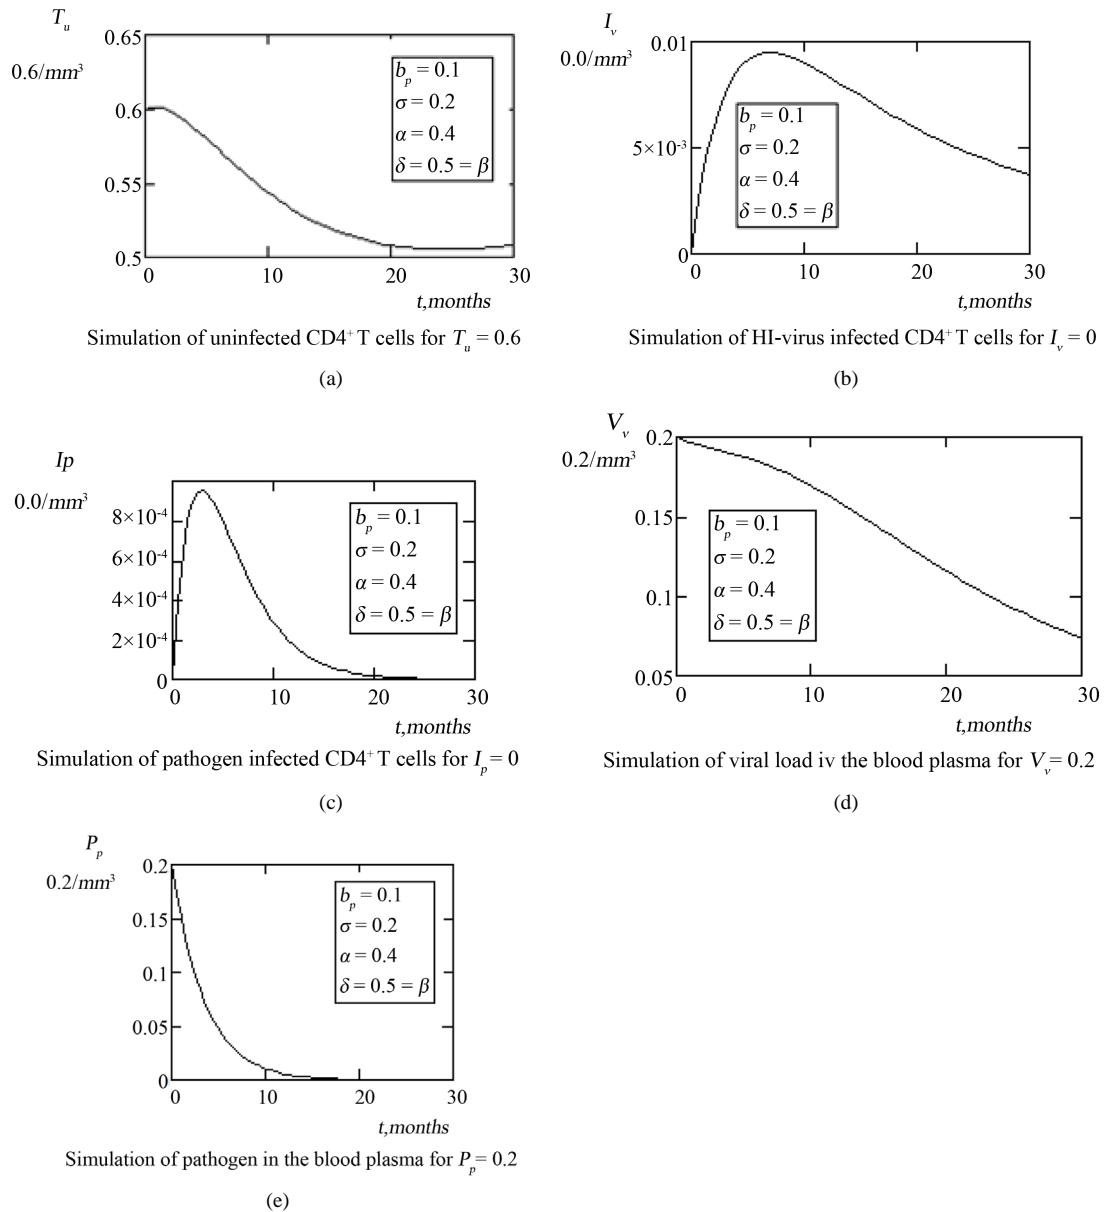 T_u
0.6/mm³
0.65
0.6
0.55
0.5
0
10
20
30
b_p = 0.1
σ = 0.2
α = 0.4
δ = 0.5 = β
t,months
Simulation of uninfected CD4⁺ T cells for T_u = 0.6
(a)
I_v
0.0/mm³
0.01
5×10⁻³
0
0
10
20
30
b_p = 0.1
σ = 0.2
α = 0.4
δ = 0.5 = β
t,months
Simulation of HI-virus infected CD4⁺ T cells for I_v = 0
(b)
Ip
0.0/mm³
8×10⁻⁴
6×10⁻⁴
4×10⁻⁴
2×10⁻⁴
0
0
10
20
30
b_p = 0.1
σ = 0.2
α = 0.4
δ = 0.5 = β
t,months
Simulation of pathogen infected CD4⁺ T cells for I_p = 0
(c)
V_v
0.2/mm³
0.2
0.15
0.1
0.05
0
10
20
30
b_p = 0.1
σ = 0.2
α = 0.4
δ = 0.5 = β
t,months
Simulation of viral load iv the blood plasma for V_v = 0.2
(d)
P_p
0.2/mm³
0.2
0.15
0.1
0.05
0
0
10
20
30
b_p = 0.1
σ = 0.2
α = 0.4
δ = 0.5 = β
t,months
Simulation of pathogen in the blood plasma for P_p = 0.2
(e)